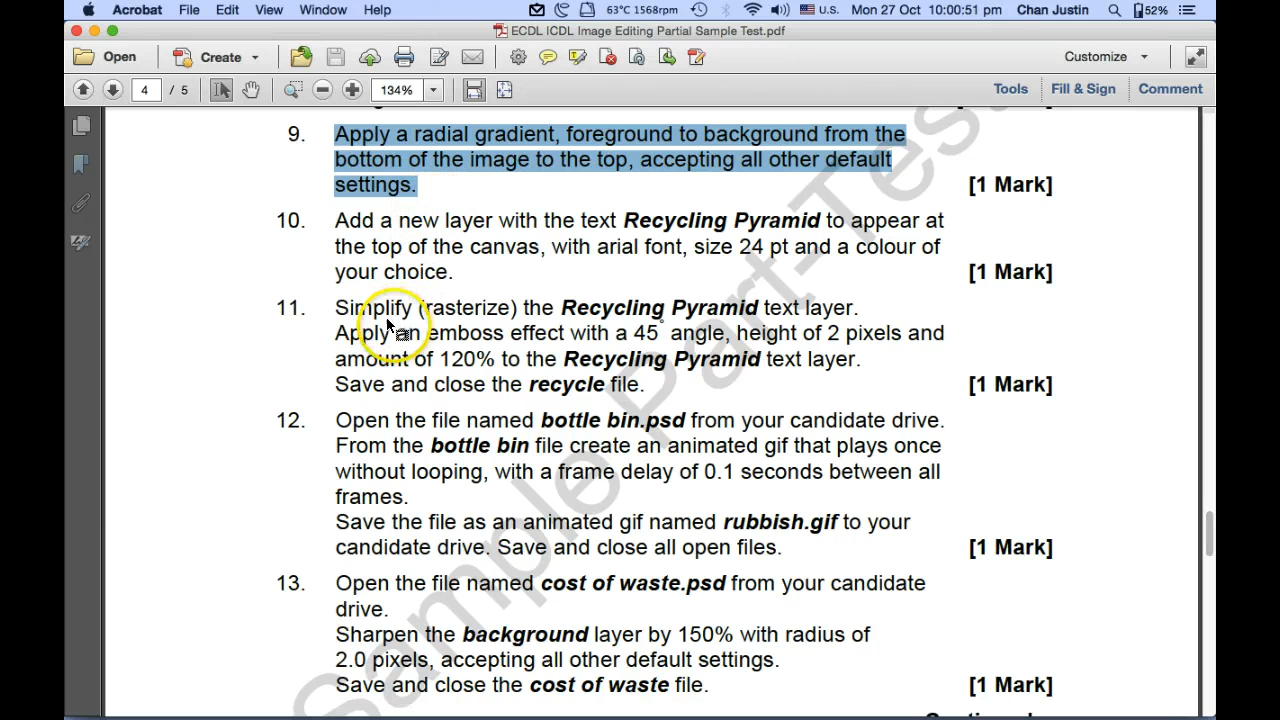 Acrobat File Edit View Window Help 63°C 1568rpm U.S. Mon 27 Oct 10:00:51 pm Chan Justin 52%
ECDL ICDL Image Editing Partial Sample Test.pdf
Open Create Customize
4 / 5 134% Tools Fill & Sign Comment
9. Apply a radial gradient, foreground to background from the
bottom of the image to the top, accepting all other default
settings. [1 Mark]
10. Add a new layer with the text Recycling Pyramid to appear at
the top of the canvas, with arial font, size 24 pt and a colour of
your choice. [1 Mark]
11. Simplify (rasterize) the Recycling Pyramid text layer.
Apply an emboss effect with a 45° angle, height of 2 pixels and
amount of 120% to the Recycling Pyramid text layer.
Save and close the recycle file. [1 Mark]
12. Open the file named bottle bin.psd from your candidate drive.
From the bottle bin file create an animated gif that plays once
without looping, with a frame delay of 0.1 seconds between all
frames.
Save the file as an animated gif named rubbish.gif to your
candidate drive. Save and close all open files. [1 Mark]
13. Open the file named cost of waste.psd from your candidate
drive.
Sharpen the background layer by 150% with radius of
2.0 pixels, accepting all other default settings.
Save and close the cost of waste file. [1 Mark]
Sample Part-Test